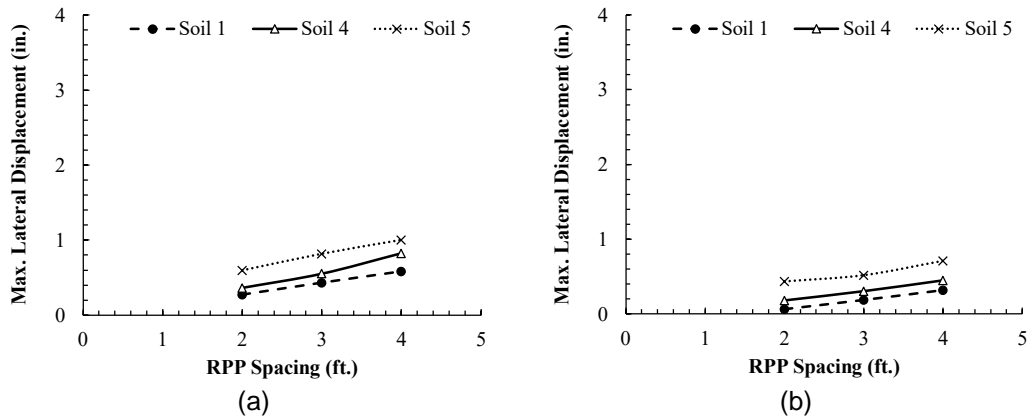 Soil 1 Soil 4 Soil 5
4
3
2
1
0
0 1 2 3 4 5
Max. Lateral Displacement (in.)
RPP Spacing (ft.)
(a)
Soil 1 Soil 4 Soil 5
4
3
2
1
0
0 1 2 3 4 5
Max. Lateral Displacement (in.)
RPP Spacing (ft.)
(b)